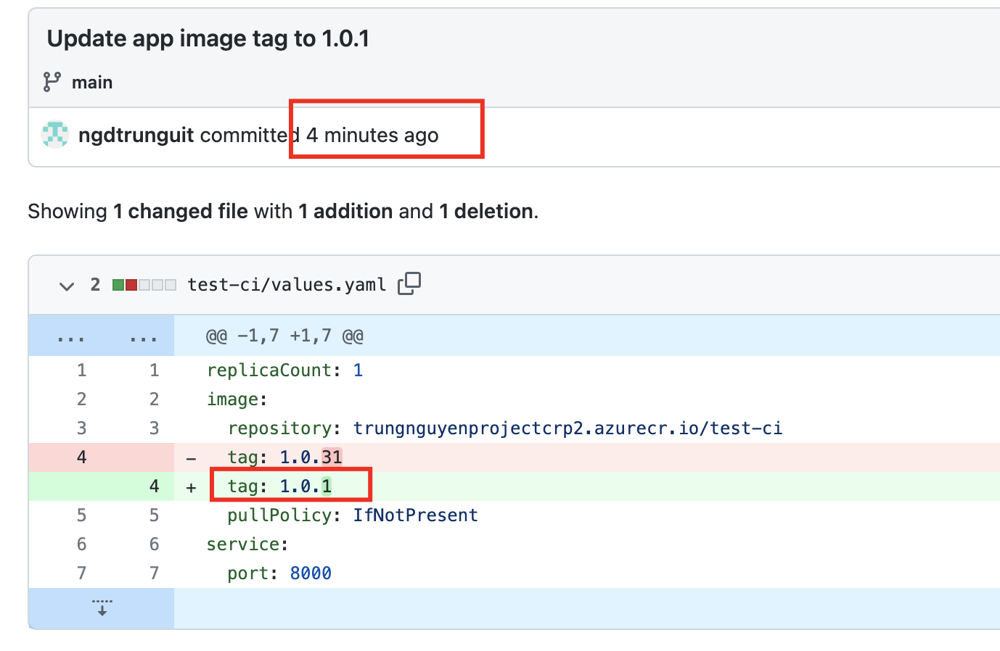 Update app image tag to 1.0.1
main
ngdtrunguit committed 4 minutes ago
Showing 1 changed file with 1 addition and 1 deletion.
2 test-ci/values.yaml
... ... @@ -1,7 +1,7 @@
1 1 replicaCount: 1
2 2 image:
3 3 repository: trungnguyenprojectcrp2.azurecr.io/test-ci
4 - tag: 1.0.31
4 + tag: 1.0.1
5 5 pullPolicy: IfNotPresent
6 6 service:
7 7 port: 8000